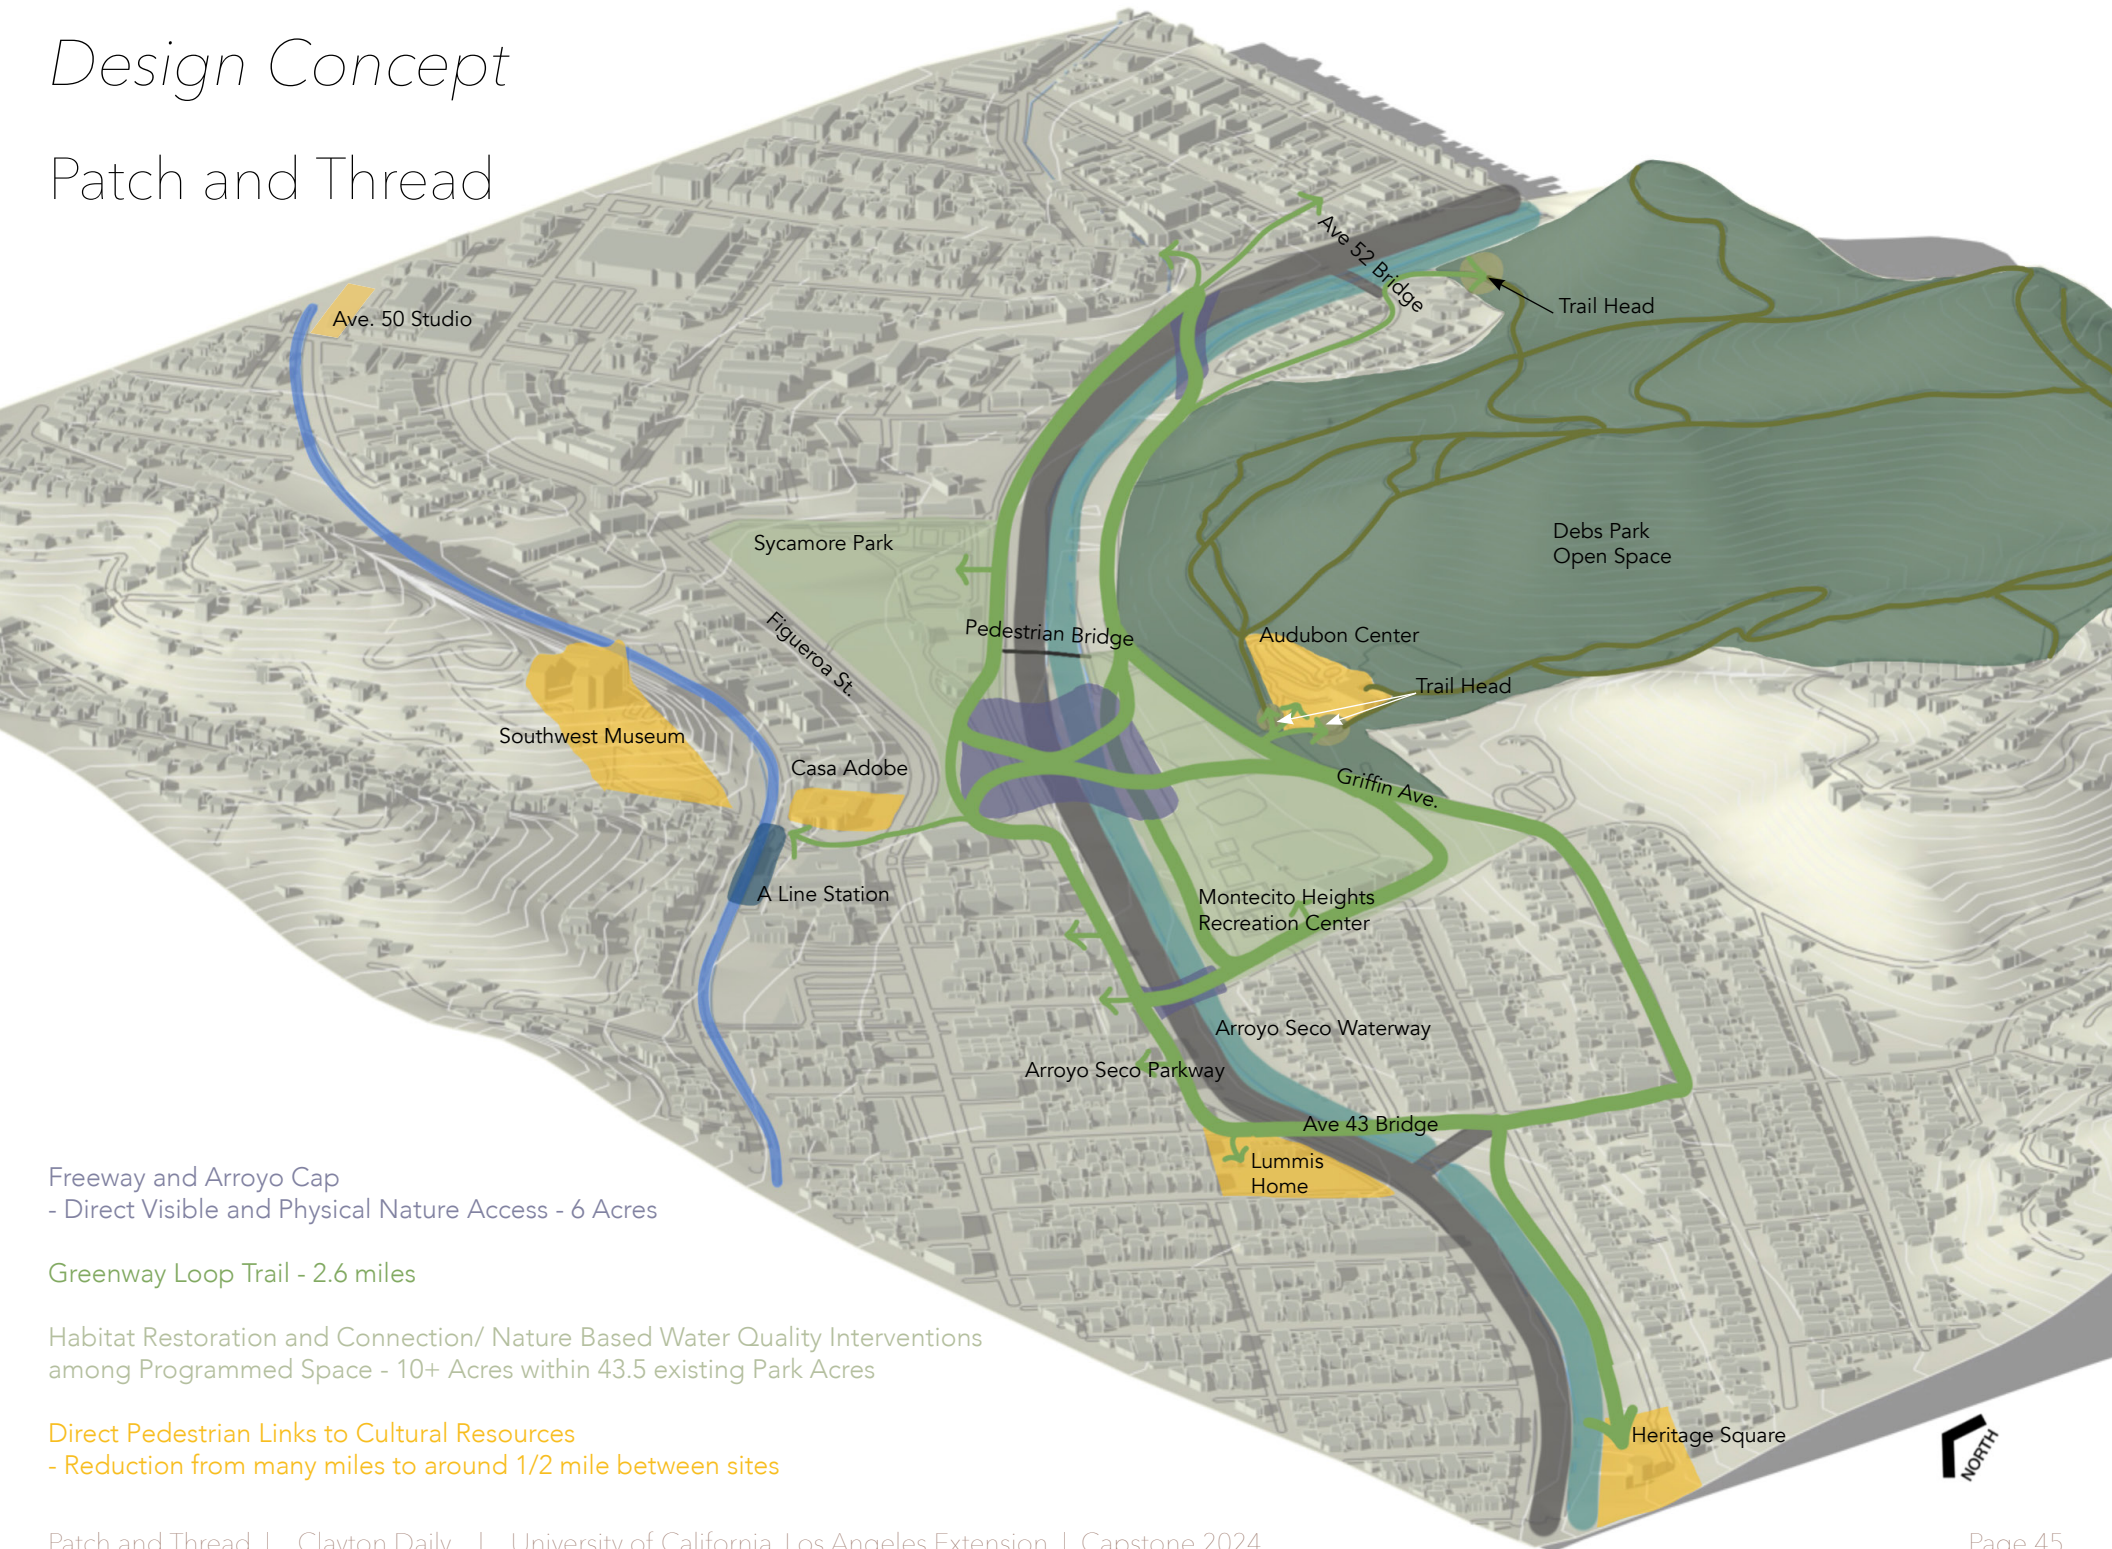 Design Concept
Patch and Thread
Ave 52 Bridge
Trail Head
Ave. 50 Studio
Sycamore Park
Debs Park
Open Space
Figueroa St.
Pedestrian Bridge
Audubon Center
Trail Head
Southwest Museum
Casa Adobe
Griffin Ave.
A Line Station
Montecito Heights
Recreation Center
Arroyo Seco Waterway
Arroyo Seco Parkway
Ave 43 Bridge
Lummis
Home
Heritage Square
NORTH
Freeway and Arroyo Cap
- Direct Visible and Physical Nature Access - 6 Acres
Greenway Loop Trail - 2.6 miles
Habitat Restoration and Connection/ Nature Based Water Quality Interventions
among Programmed Space - 10+ Acres within 43.5 existing Park Acres
Direct Pedestrian Links to Cultural Resources
- Reduction from many miles to around 1/2 mile between sites
Patch and Thread | Clayton Daily | University of California, Los Angeles Extension | Capstone 2024
Page 45